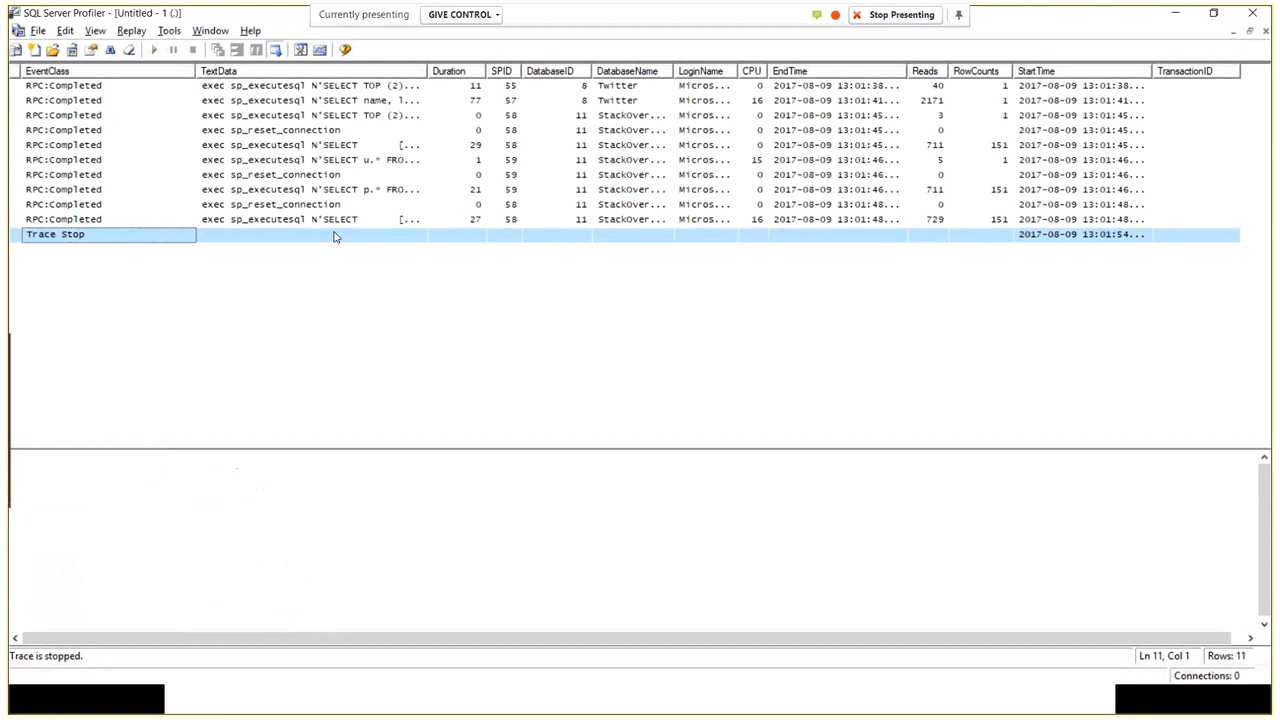 SQL Server Profiler - [Untitled - 1 (.)]
Currently presenting GIVE CONTROL Stop Presenting
File Edit View Replay Tools Window Help
EventClass TextData Duration SPID DatabaseID DatabaseName LoginName CPU EndTime Reads RowCounts StartTime TransactionID
RPC:Completed exec sp_executesql N'SELECT TOP (2)... 11 55 8 Twitter Micros... 0 2017-08-09 13:01:38... 40 1 2017-08-09 13:01:38...
RPC:Completed exec sp_executesql N'SELECT name, l... 77 57 8 Twitter Micros... 16 2017-08-09 13:01:41... 2171 1 2017-08-09 13:01:41...
RPC:Completed exec sp_executesql N'SELECT TOP (2)... 0 58 11 StackOver... Micros... 0 2017-08-09 13:01:45... 3 1 2017-08-09 13:01:45...
RPC:Completed exec sp_reset_connection 0 58 11 StackOver... Micros... 0 2017-08-09 13:01:45... 0 0 2017-08-09 13:01:45...
RPC:Completed exec sp_executesql N'SELECT [... 29 58 11 StackOver... Micros... 0 2017-08-09 13:01:45... 711 151 2017-08-09 13:01:45...
RPC:Completed exec sp_executesql N'SELECT u.* FRO... 1 59 11 StackOver... Micros... 15 2017-08-09 13:01:46... 5 1 2017-08-09 13:01:46...
RPC:Completed exec sp_reset_connection 0 59 11 StackOver... Micros... 0 2017-08-09 13:01:46... 0 0 2017-08-09 13:01:46...
RPC:Completed exec sp_executesql N'SELECT p.* FRO... 21 59 11 StackOver... Micros... 0 2017-08-09 13:01:46... 711 151 2017-08-09 13:01:46...
RPC:Completed exec sp_reset_connection 0 58 11 StackOver... Micros... 0 2017-08-09 13:01:48... 0 0 2017-08-09 13:01:48...
RPC:Completed exec sp_executesql N'SELECT [... 27 58 11 StackOver... Micros... 16 2017-08-09 13:01:48... 729 151 2017-08-09 13:01:48...
Trace Stop 2017-08-09 13:01:54...
Trace is stopped. Ln 11, Col 1 Rows: 11
Connections: 0